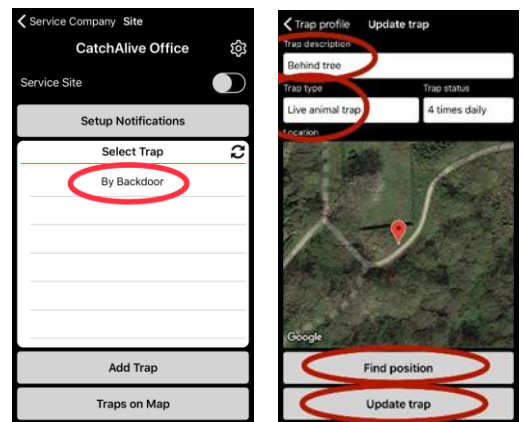 Service Company Site
CatchAlive Office
Service Site
Setup Notifications
Select Trap
By Backdoor
Add Trap
Traps on Map
Trap profile Update trap
Trap description
Behind tree
Trap type Trap status
Live animal trap 4 times daily
Location
Google
Find position
Update trap